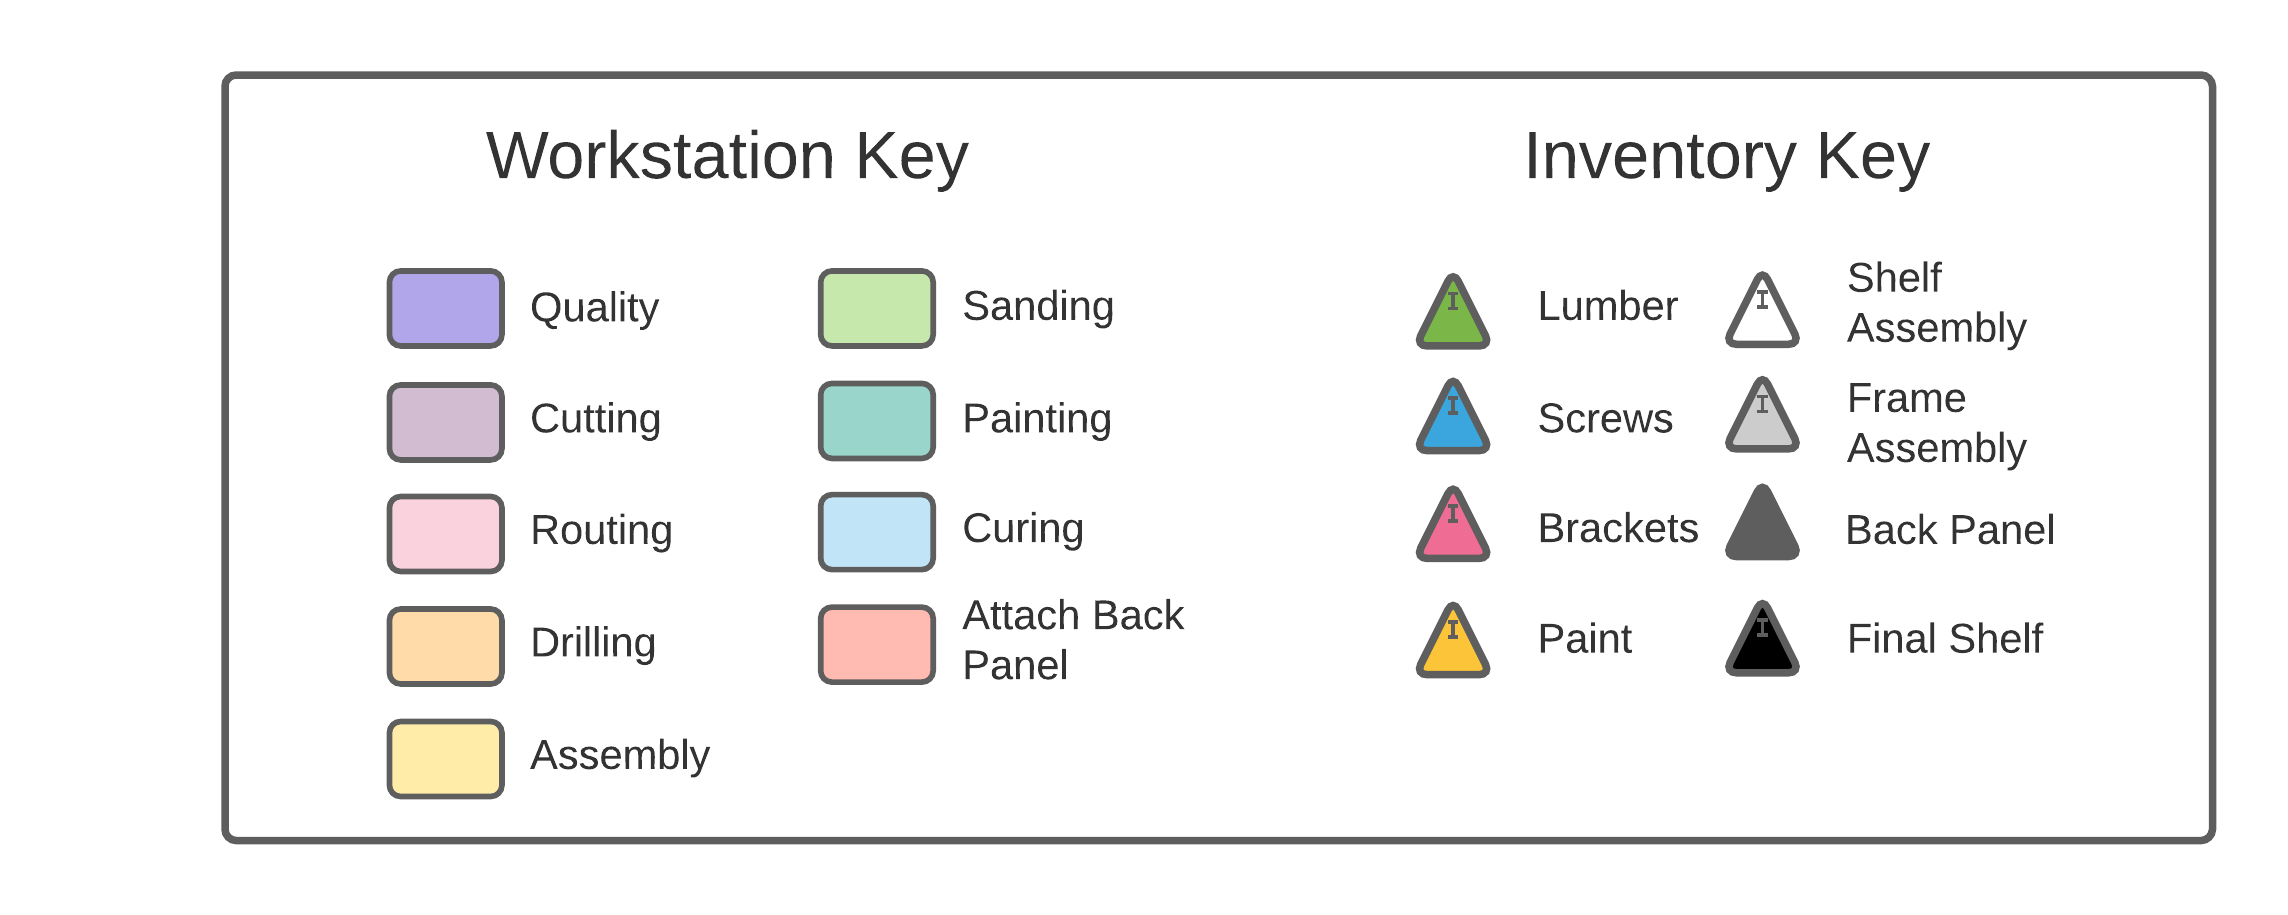 Workstation Key
Quality
Cutting
Routing
Drilling
Assembly
Sanding
Painting
Curing
Attach Back
Panel
Inventory Key
I Lumber
I Screws
I Brackets
I Paint
I Shelf
Assembly
I Frame
Assembly
Back Panel
I Final Shelf